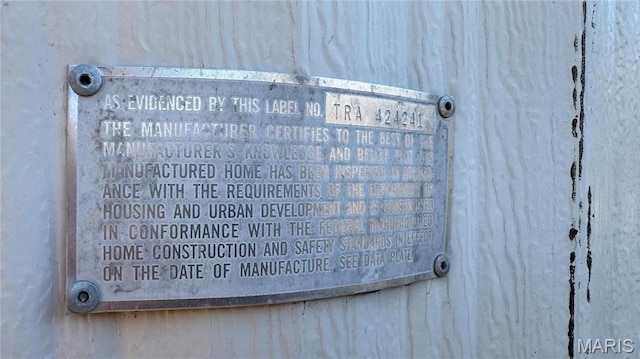 AS EVIDENCED BY THIS LABEL NO. TRA 424241
THE MANUFACTURER CERTIFIES TO THE BEST OF THE
MANUFACTURER'S KNOWLEDGE AND BELIEF THAT THIS
MANUFACTURED HOME HAS BEEN INSPECTED IN ACCORD-
ANCE WITH THE REQUIREMENTS OF THE DEPARTMENT OF
HOUSING AND URBAN DEVELOPMENT AND IS CONSTRUCTED
IN CONFORMANCE WITH THE FEDERAL MANUFACTURED
HOME CONSTRUCTION AND SAFETY STANDARDS IN EFFECT
ON THE DATE OF MANUFACTURE. SEE DATA PLATE.
MARIS